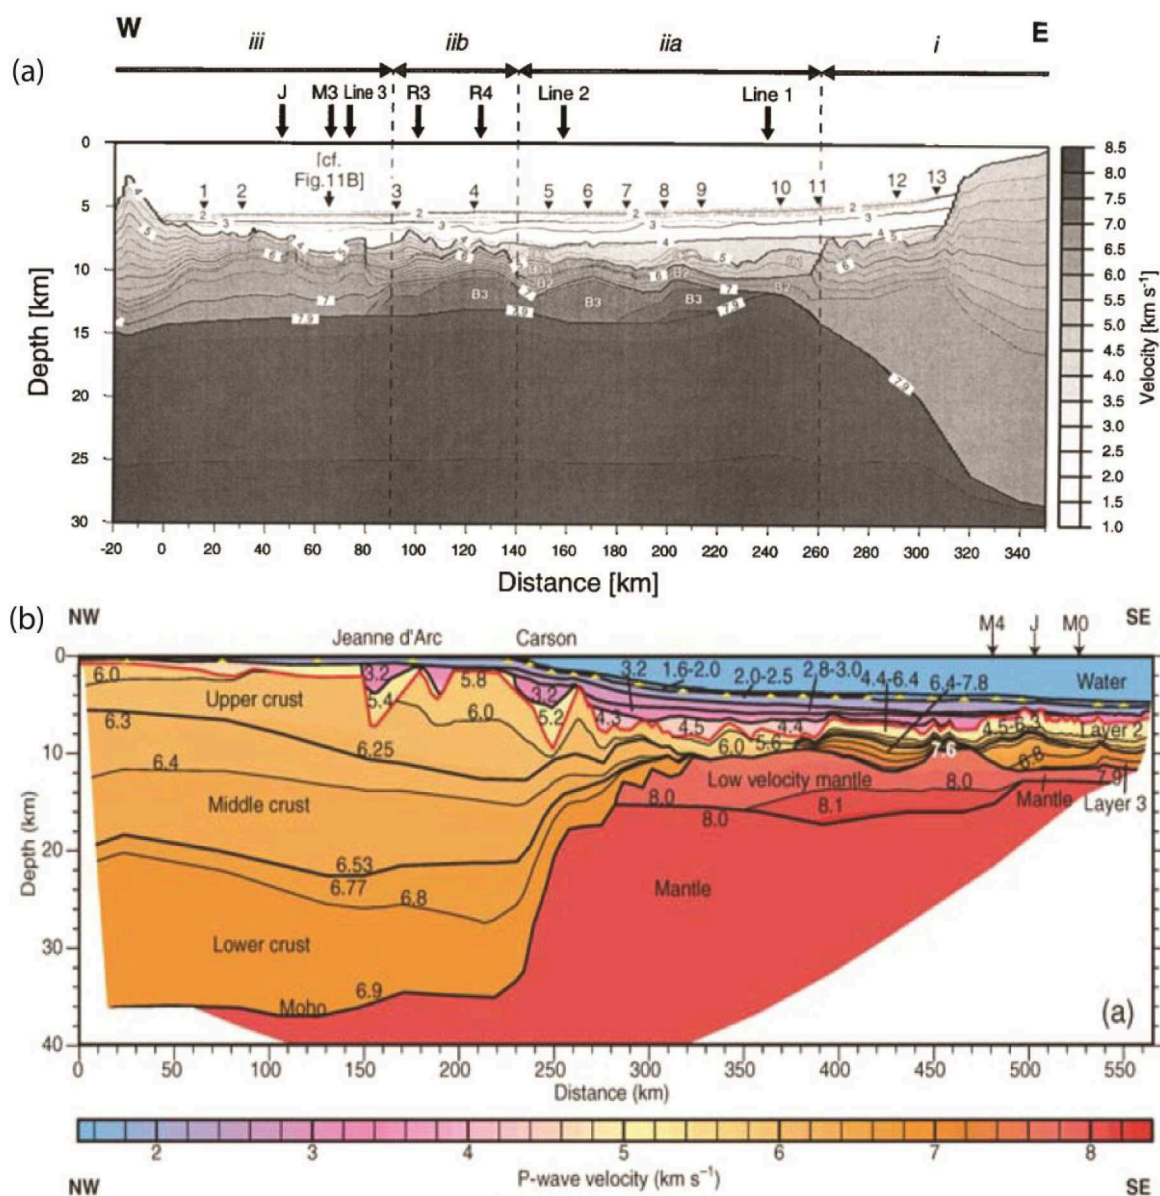 W E
(a) iii iib iia i
J M3 Line 3 R3 R4 Line 2 Line 1
[cf. Fig.11B]
1 2 3 4 5 6 7 8 9 10 11 12 13
Depth [km]
0
5
10
15
20
25
30
2 3 4 5 6 7 7.9
B1 B2 B3
-20 0 20 40 60 80 100 120 140 160 180 200 220 240 260 280 300 320 340
Distance [km]
Velocity [km s-1]
8.5
8.0
7.5
7.0
6.5
6.0
5.5
5.0
4.5
4.0
3.5
3.0
2.5
2.0
1.5
1.0
(b) NW SE
Jeanne d'Arc Carson M4 J M0
Depth (km)
0
10
20
30
40
6.0 3.2 5.8 3.2 3.2 1.6-2.0 2.0-2.5 2.8-3.0 4.4-6.4 6.4-7.8 Water
Upper crust 5.4 6.0 5.2 4.3 4.5 4.4 4.5-6.3 Layer 2
6.3 6.25 6.0 5.6 7.6 6.8
6.4 Low velocity mantle 8.0 7.9
Middle crust 8.0 8.0 8.1 Mantle Layer 3
6.53
6.77 6.8 Mantle
Lower crust
Moho 6.9 (a)
0 50 100 150 200 250 300 350 400 450 500 550
Distance (km)
2 3 4 5 6 7 8
P-wave velocity (km s−1)
NW SE